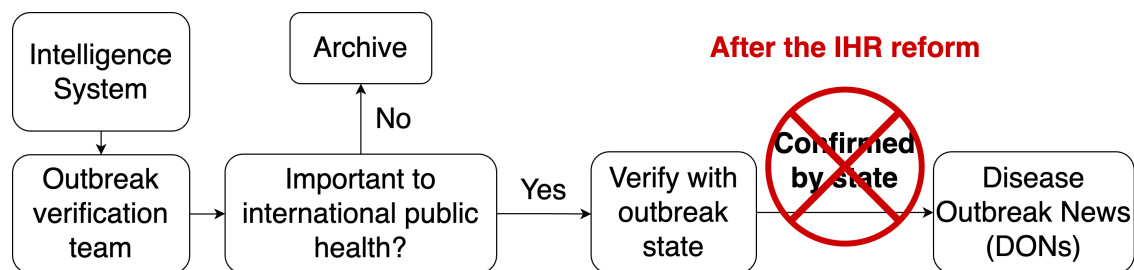 Intelligence
System
Archive
After the IHR reform
No
Outbreak
verification
team
Important to
international public
health?
Yes
Verify with
outbreak
state
Confirmed
by state
Disease
Outbreak News
(DONs)